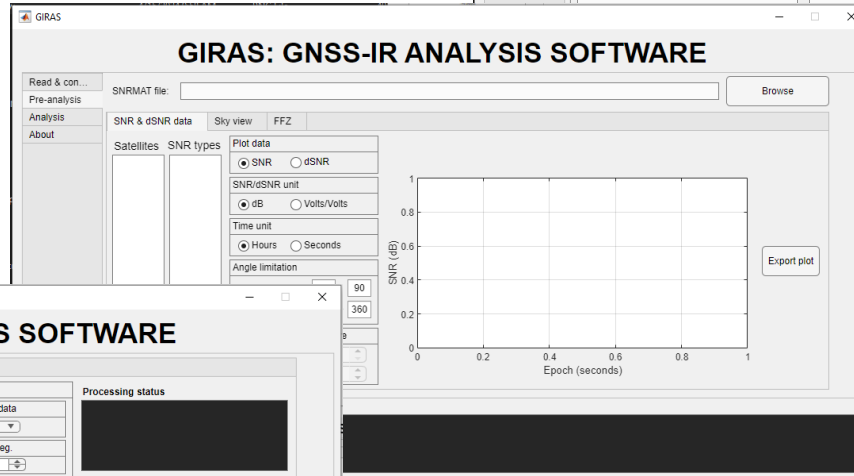 GIRAS
GIRAS: GNSS-IR ANALYSIS SOFTWARE
Read & con...
Pre-analysis
Analysis
About
SNRMAT file:
Browse
SNR & dSNR data
Sky view
FFZ
Satellites
SNR types
Plot data
SNR
dSNR
SNR/dSNR unit
dB
Volts/Volts
Time unit
Hours
Seconds
Angle limitation
90
360
1
0.8
0.6
0.4
0.2
0
SNR (dB)
0
0.2
0.4
0.6
0.8
1
Epoch (seconds)
Export plot
S SOFTWARE
Processing status
data
eg.